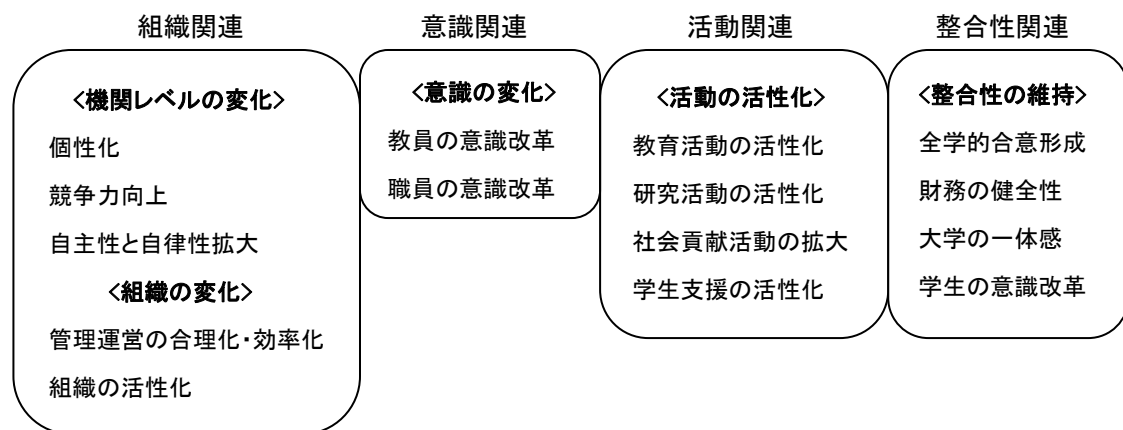 組織関連
<機関レベルの変化>
個性化
競争力向上
自主性と自律性拡大
<組織の変化>
管理運営の合理化・効率化
組織の活性化
意識関連
<意識の変化>
教員の意識改革
職員の意識改革
活動関連
<活動の活性化>
教育活動の活性化
研究活動の活性化
社会貢献活動の拡大
学生支援の活性化
整合性関連
<整合性の維持>
全学的合意形成
財務の健全性
大学の一体感
学生の意識改革